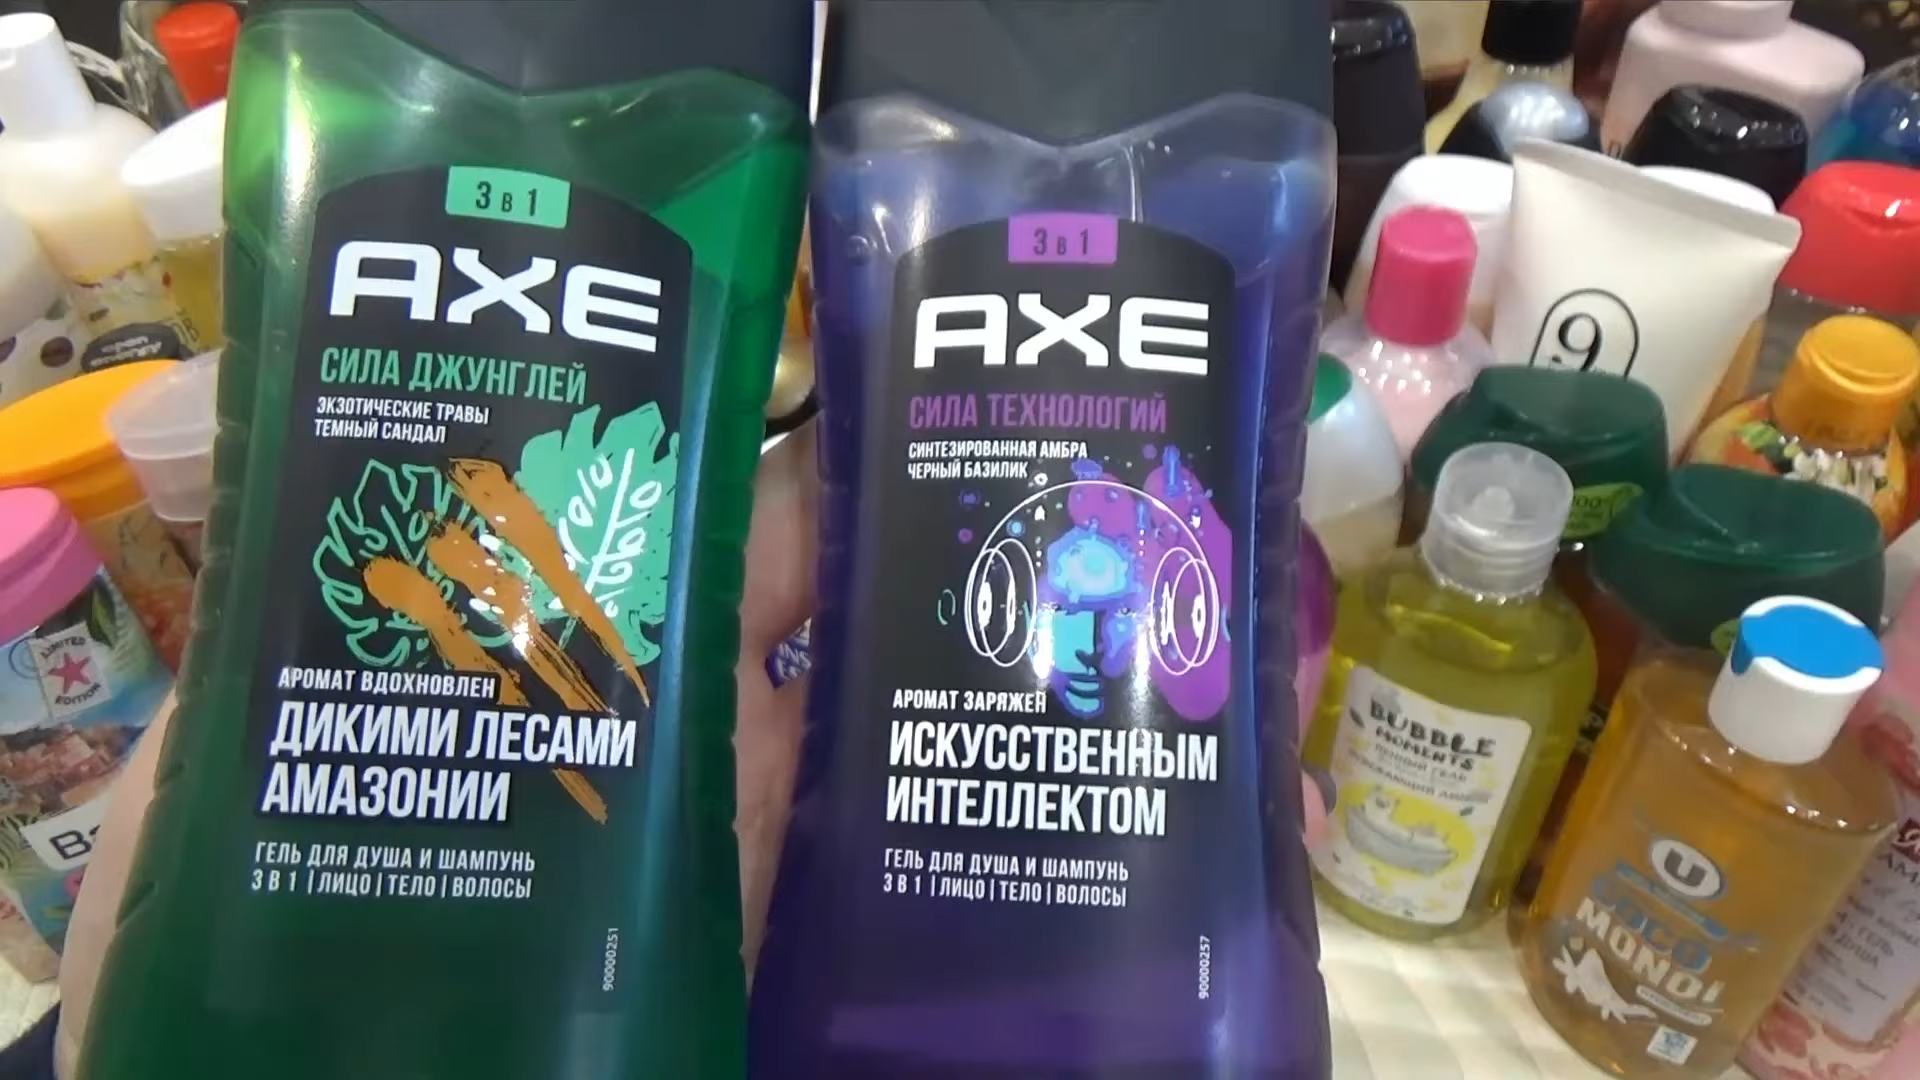 3 В 1
AXE
СИЛА ДЖУНГЛЕЙ
ЭКЗОТИЧЕСКИЕ ТРАВЫ
ТЕМНЫЙ САНДАЛ
АРОМАТ ВДОХНОВЛЕН
ДИКИМИ ЛЕСАМИ
АМАЗОНИИ
ГЕЛЬ ДЛЯ ДУША И ШАМПУНЬ
3 В 1 | ЛИЦО | ТЕЛО | ВОЛОСЫ
90000251
3 В 1
AXE
СИЛА ТЕХНОЛОГИЙ
СИНТЕЗИРОВАННАЯ АМБРА
ЧЕРНЫЙ БАЗИЛИК
АРОМАТ ЗАРЯЖЕН
ИСКУССТВЕННЫМ
ИНТЕЛЛЕКТОМ
ГЕЛЬ ДЛЯ ДУША И ШАМПУНЬ
3 В 1 | ЛИЦО | ТЕЛО | ВОЛОСЫ
90000257
LIMITED
EDITION
9
BUBBLE
MOMENTS
U
MONOI